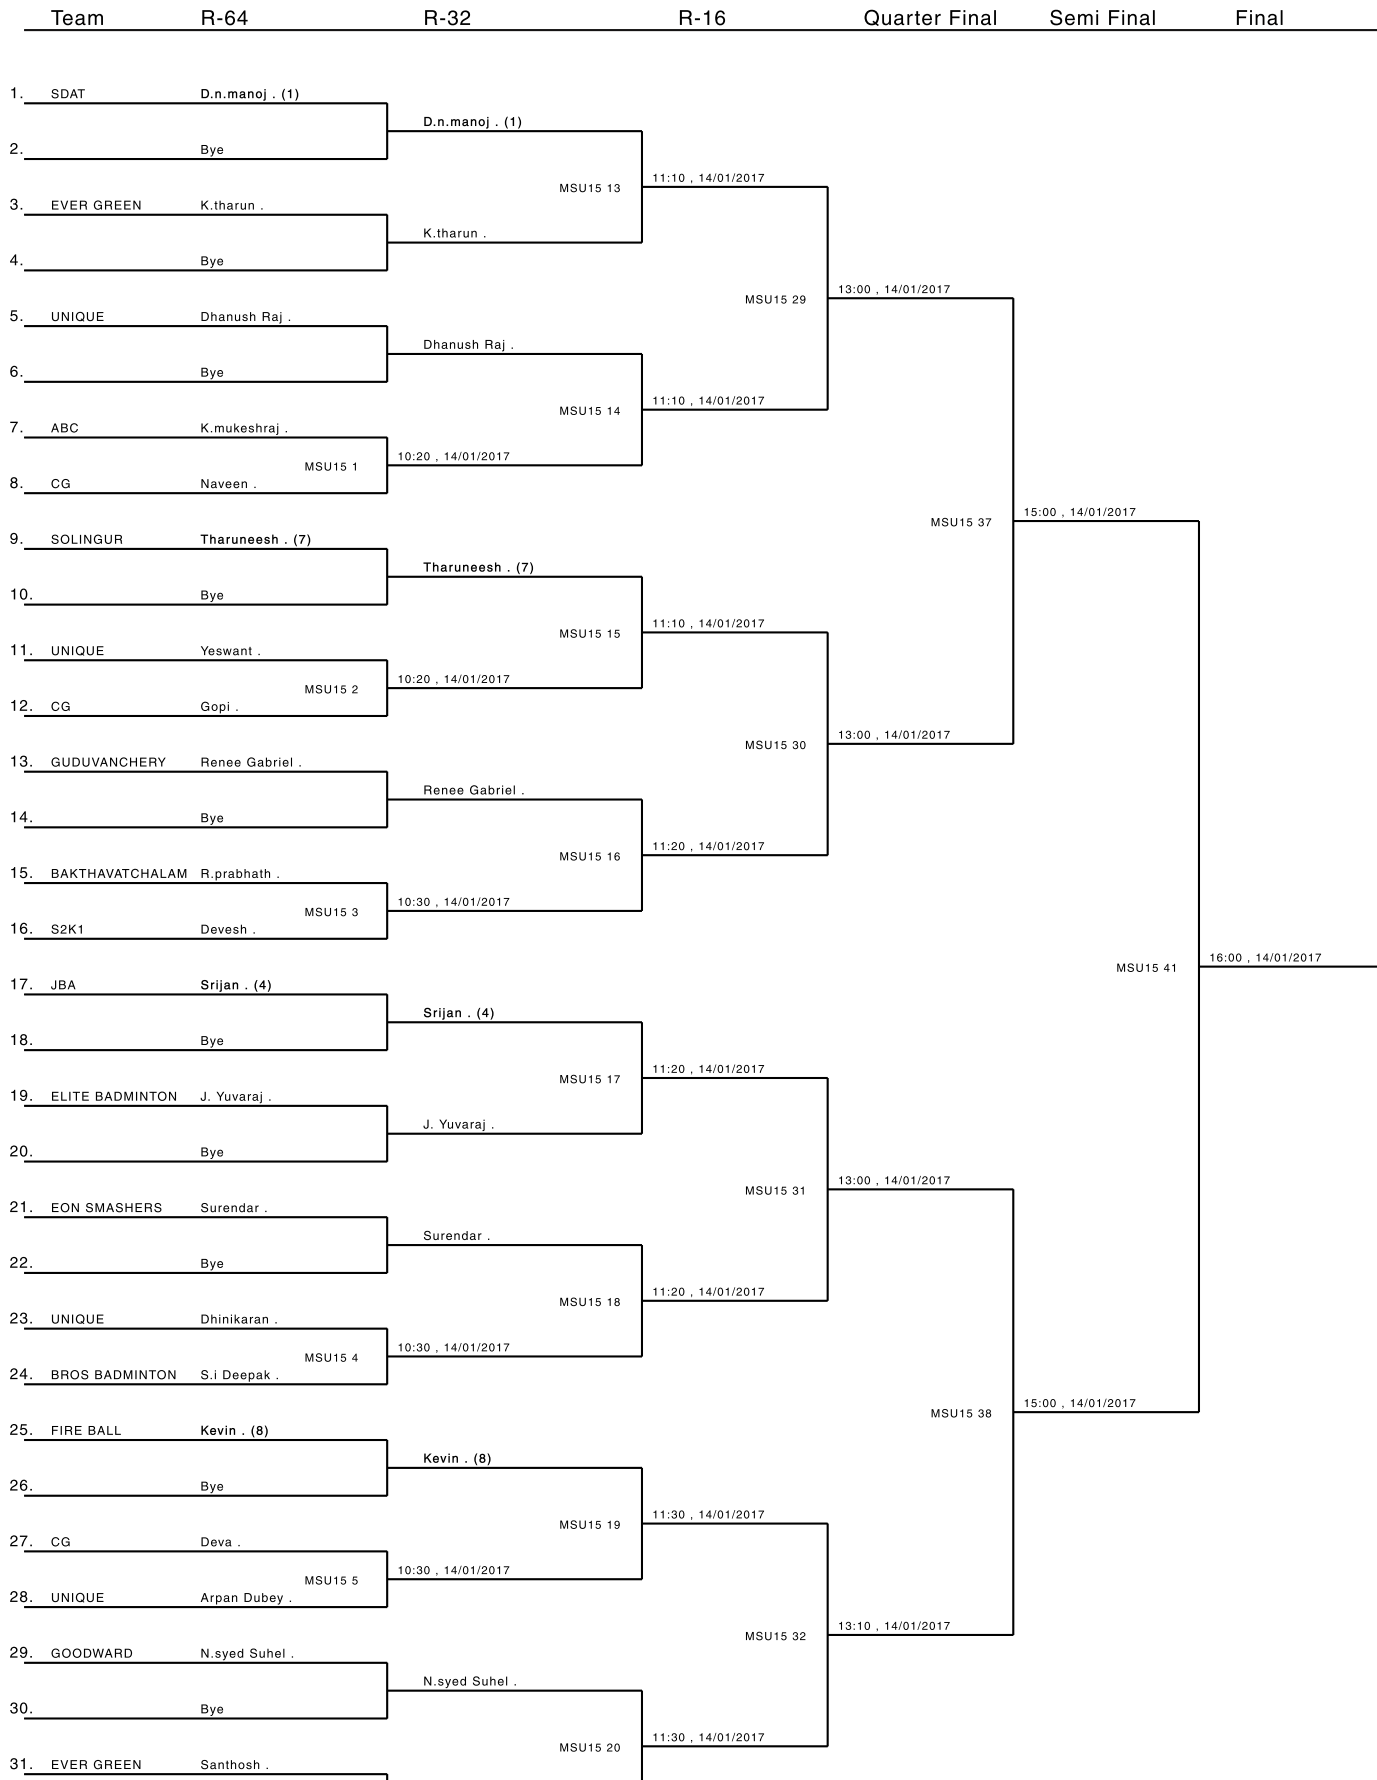 Team R-64 R-32 R-16 Quarter Final Semi Final Final
1. SDAT D.n.manoj . (1)
D.n.manoj . (1)
2. Bye
11:10 , 14/01/2017
MSU15 13
3. EVER GREEN K.tharun .
K.tharun .
4. Bye
13:00 , 14/01/2017
MSU15 29
5. UNIQUE Dhanush Raj .
Dhanush Raj .
6. Bye
11:10 , 14/01/2017
MSU15 14
7. ABC K.mukeshraj .
10:20 , 14/01/2017
MSU15 1
8. CG Naveen .
15:00 , 14/01/2017
MSU15 37
9. SOLINGUR Tharuneesh . (7)
Tharuneesh . (7)
10. Bye
11:10 , 14/01/2017
MSU15 15
11. UNIQUE Yeswant .
10:20 , 14/01/2017
MSU15 2
12. CG Gopi .
13:00 , 14/01/2017
MSU15 30
13. GUDUVANCHERY Renee Gabriel .
Renee Gabriel .
14. Bye
11:20 , 14/01/2017
MSU15 16
15. BAKTHAVATCHALAM R.prabhath .
10:30 , 14/01/2017
MSU15 3
16. S2K1 Devesh .
16:00 , 14/01/2017
MSU15 41
17. JBA Srijan . (4)
Srijan . (4)
18. Bye
11:20 , 14/01/2017
MSU15 17
19. ELITE BADMINTON J. Yuvaraj .
J. Yuvaraj .
20. Bye
13:00 , 14/01/2017
MSU15 31
21. EON SMASHERS Surendar .
Surendar .
22. Bye
11:20 , 14/01/2017
MSU15 18
23. UNIQUE Dhinikaran .
10:30 , 14/01/2017
MSU15 4
24. BROS BADMINTON S.i Deepak .
15:00 , 14/01/2017
MSU15 38
25. FIRE BALL Kevin . (8)
Kevin . (8)
26. Bye
11:30 , 14/01/2017
MSU15 19
27. CG Deva .
10:30 , 14/01/2017
MSU15 5
28. UNIQUE Arpan Dubey .
13:10 , 14/01/2017
MSU15 32
29. GOODWARD N.syed Suhel .
N.syed Suhel .
30. Bye
11:30 , 14/01/2017
MSU15 20
31. EVER GREEN Santhosh .